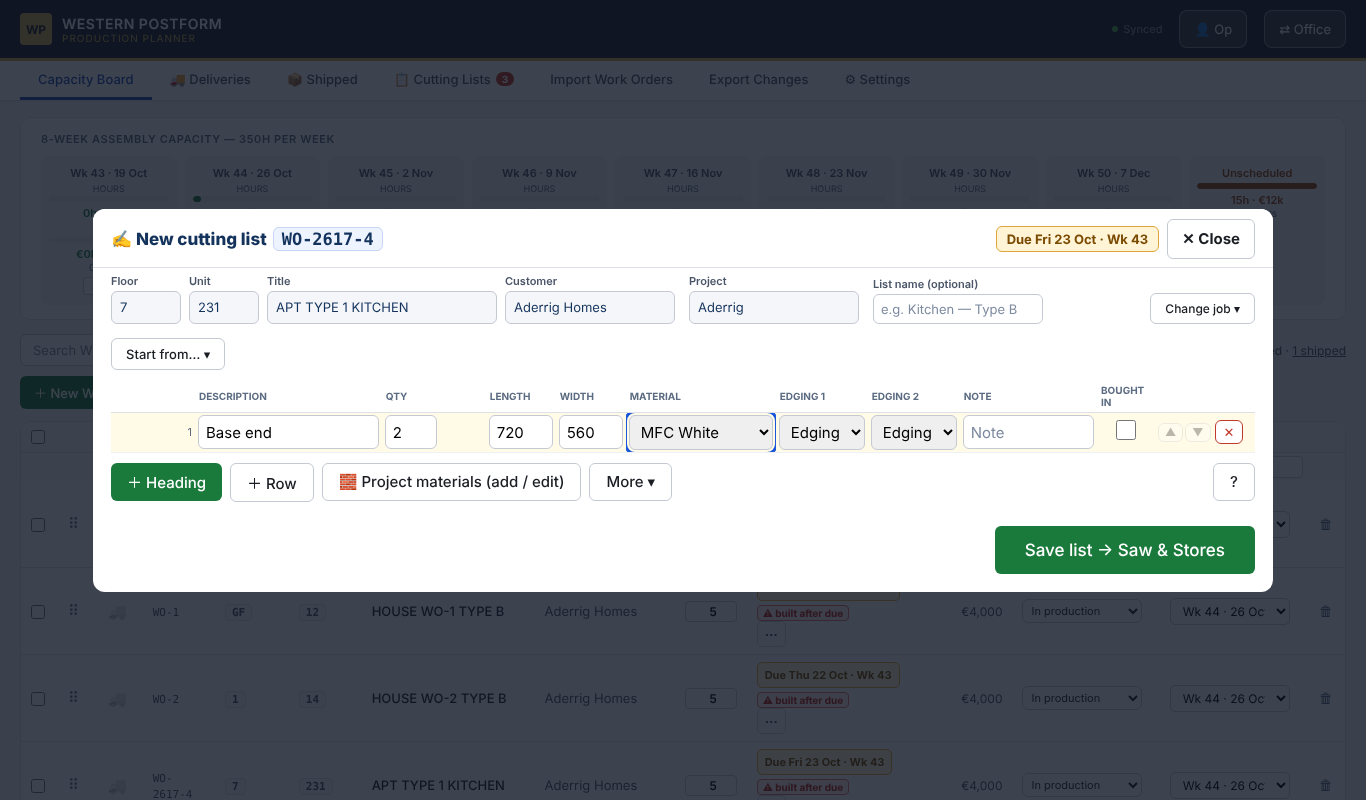 WP
WESTERN POSTFORM
PRODUCTION PLANNER
Synced
Op
Office
Capacity Board
Deliveries
Shipped
Cutting Lists 3
Import Work Orders
Export Changes
Settings
8-WEEK ASSEMBLY CAPACITY — 350H PER WEEK
Wk 43 · 19 Oct
Wk 44 · 26 Oct
Wk 45 · 2 Nov
Wk 46 · 9 Nov
Wk 47 · 16 Nov
Wk 48 · 23 Nov
Wk 49 · 30 Nov
Wk 50 · 7 Dec
Unscheduled
HOURS
HOURS
HOURS
HOURS
HOURS
HOURS
HOURS
HOURS
15h · €12k
New cutting list WO-2617-4
Due Fri 23 Oct · Wk 43
✕ Close
Floor
Unit
Title
Customer
Project
List name (optional)
7
231
APT TYPE 1 KITCHEN
Aderrig Homes
Aderrig
e.g. Kitchen — Type B
Change job ▾
Search W
1 shipped
Start from... ▾
+ New W
DESCRIPTION
QTY
LENGTH
WIDTH
MATERIAL
EDGING 1
EDGING 2
NOTE
BOUGHT
IN
1
Base end
2
720
560
MFC White
Edging
Edging
Note
▲ ▼ ✕
+ Heading
+ Row
Project materials (add / edit)
More ▾
?
Save list → Saw & Stores
WO-1
GF
12
HOUSE WO-1 TYPE B
Aderrig Homes
5
built after due
...
€4,000
In production
Wk 44 · 26 Oc
WO-2
1
14
HOUSE WO-2 TYPE B
Aderrig Homes
5
Due Thu 22 Oct · Wk 43
built after due
...
€4,000
In production
Wk 44 · 26 Oc
WO-
2617-4
7
231
APT TYPE 1 KITCHEN
Aderrig Homes
5
Due Fri 23 Oct · Wk 43
built after due
€4,000
In production
Wk 44 · 26 Oc